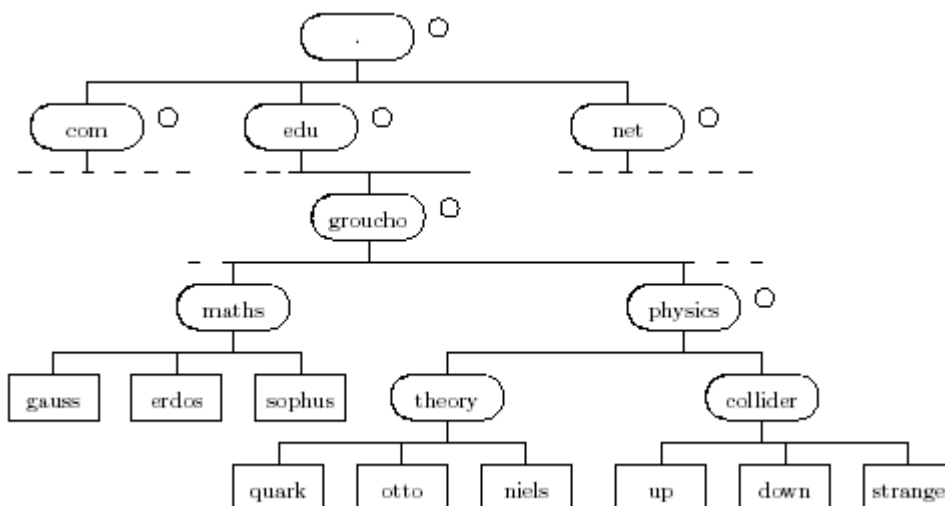 .
com edu net
groucho
maths physics
gauss erdos sophus theory collider
quark otto niels up down strange